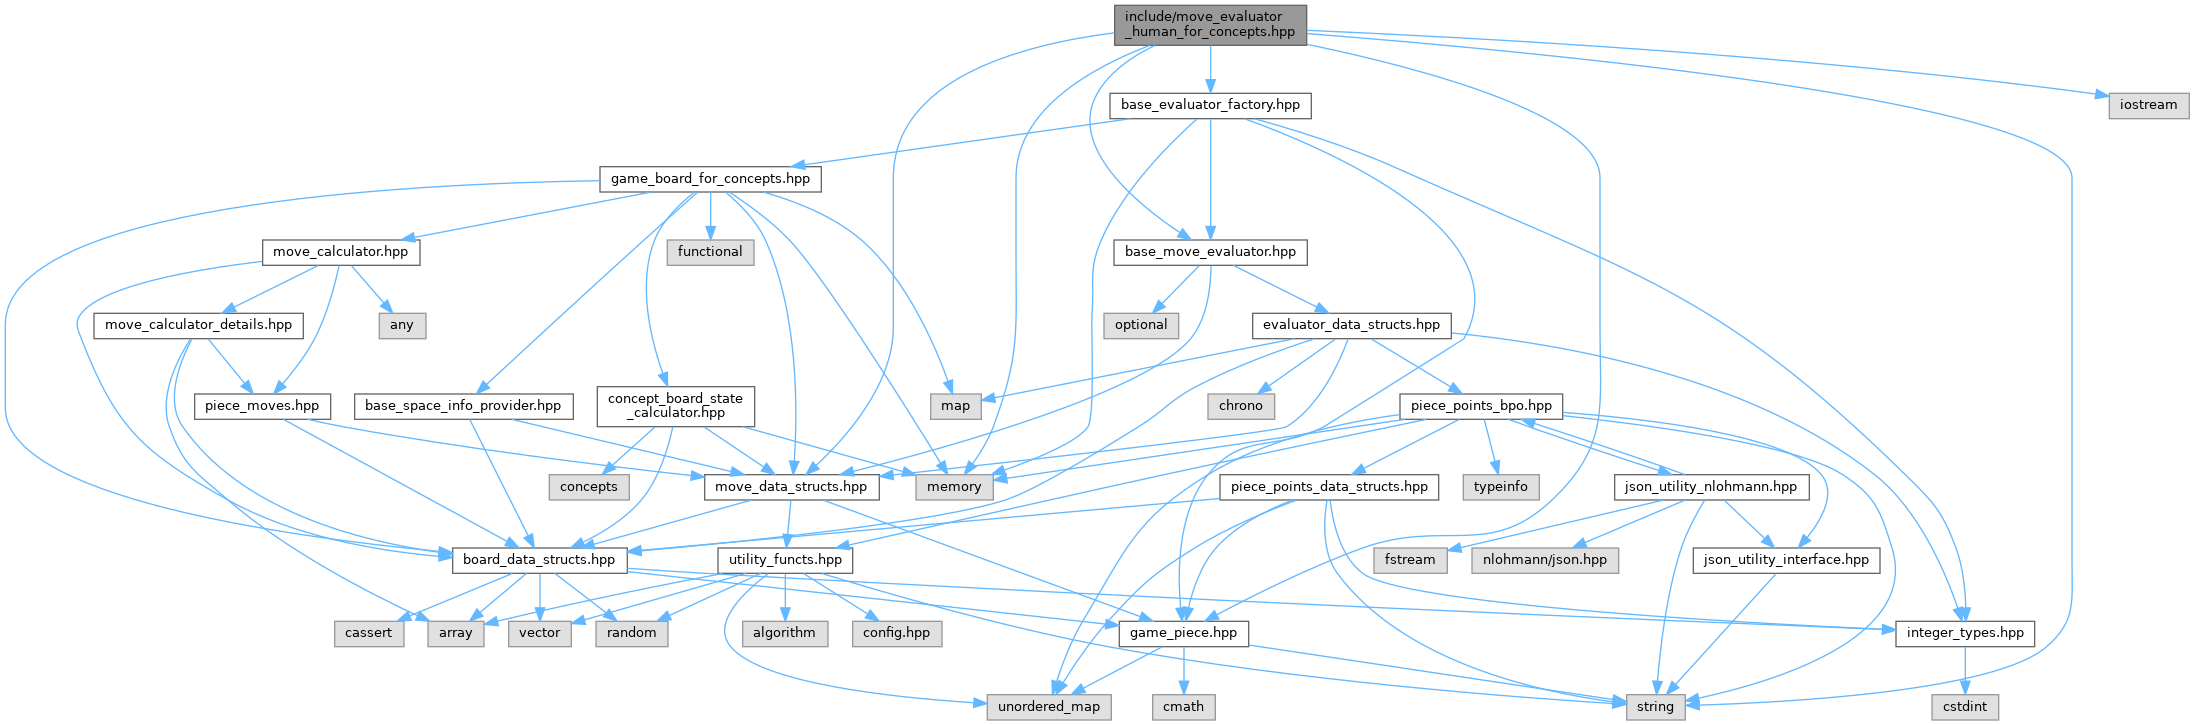 include/move_evaluator
_human_for_concepts.hpp
base_evaluator_factory.hpp
iostream
game_board_for_concepts.hpp
move_calculator.hpp
functional
base_move_evaluator.hpp
move_calculator_details.hpp
any
optional
evaluator_data_structs.hpp
piece_moves.hpp
base_space_info_provider.hpp
concept_board_state
_calculator.hpp
map
chrono
piece_points_bpo.hpp
concepts
move_data_structs.hpp
memory
piece_points_data_structs.hpp
typeinfo
json_utility_nlohmann.hpp
board_data_structs.hpp
utility_functs.hpp
fstream
nlohmann/json.hpp
json_utility_interface.hpp
cassert
array
vector
random
algorithm
config.hpp
game_piece.hpp
integer_types.hpp
unordered_map
cmath
string
cstdint